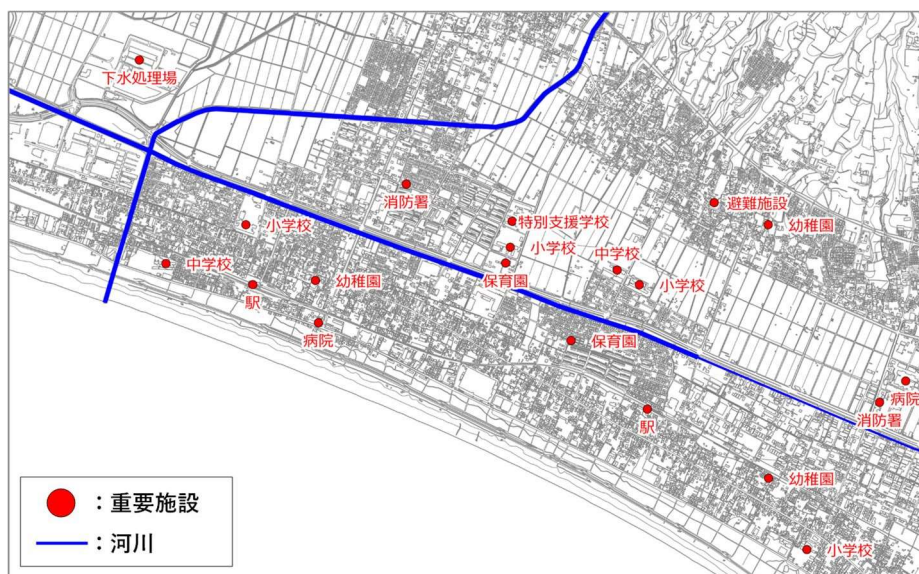 下水処理場
消防署
避難施設
特別支援学校
幼稚園
小学校
小学校
中学校
中学校
保育園
幼稚園
駅
小学校
病院
保育園
病院
消防署
駅
幼稚園
小学校
：重要施設
：河川